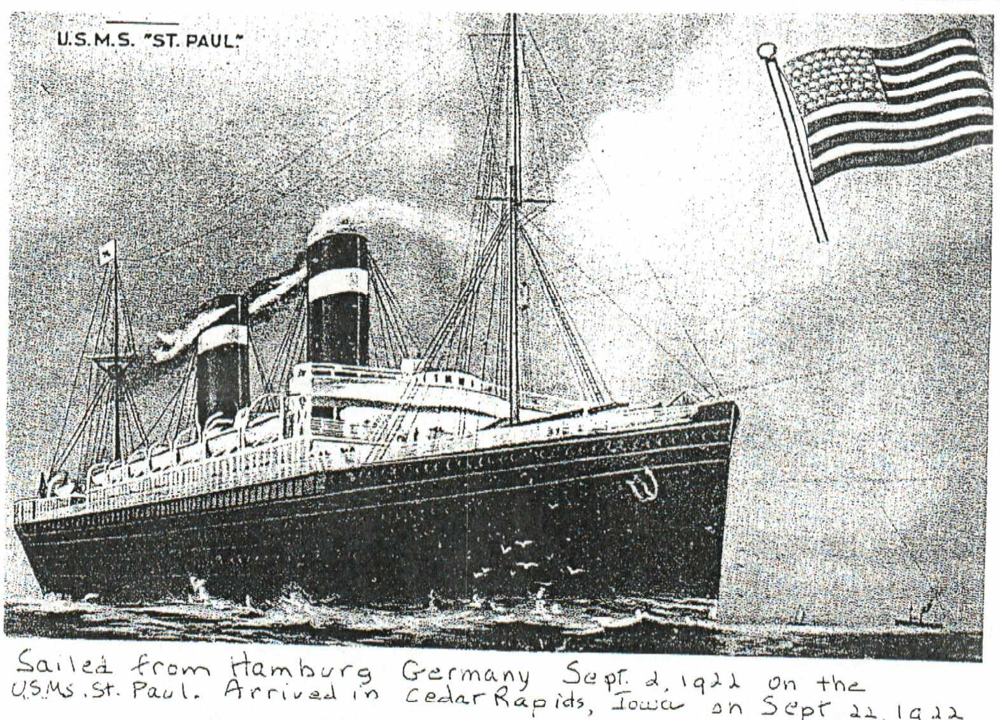 U.S.M.S. "ST. PAUL."
Sailed from Hamburg Germany Sept. 2, 1922 on the
U.S.Ms. St. Paul. Arrived in Cedar Rapids, Iowa on Sept 22, 1922